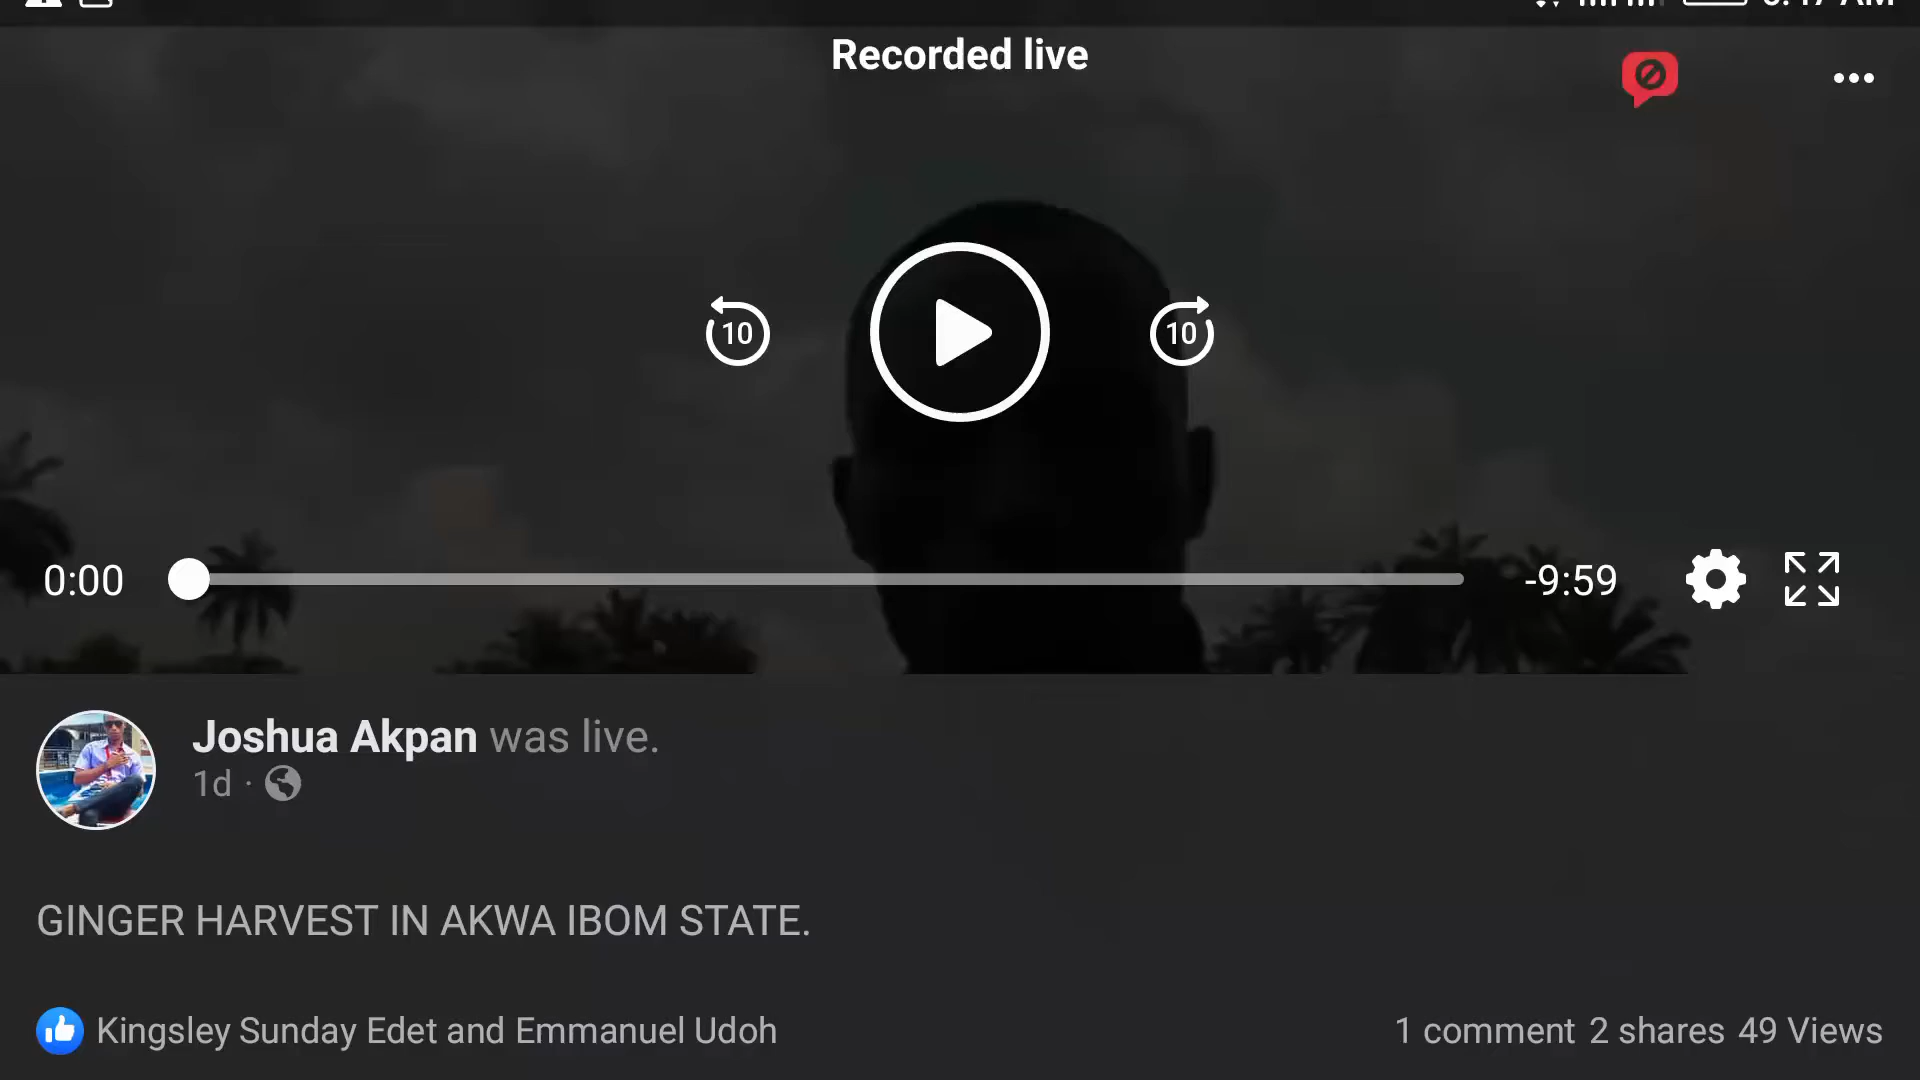 Recorded live
10
10
0:00
-9:59
Joshua Akpan was live.
1d ·
GINGER HARVEST IN AKWA IBOM STATE.
Kingsley Sunday Edet and Emmanuel Udoh
1 comment 2 shares 49 Views